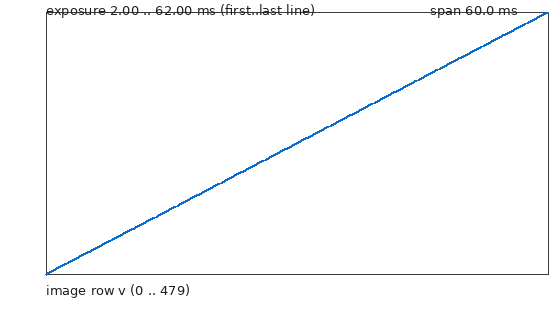 exposure 2.00 .. 62.00 ms (first..last line) span 60.0 ms
image row v (0 .. 479)